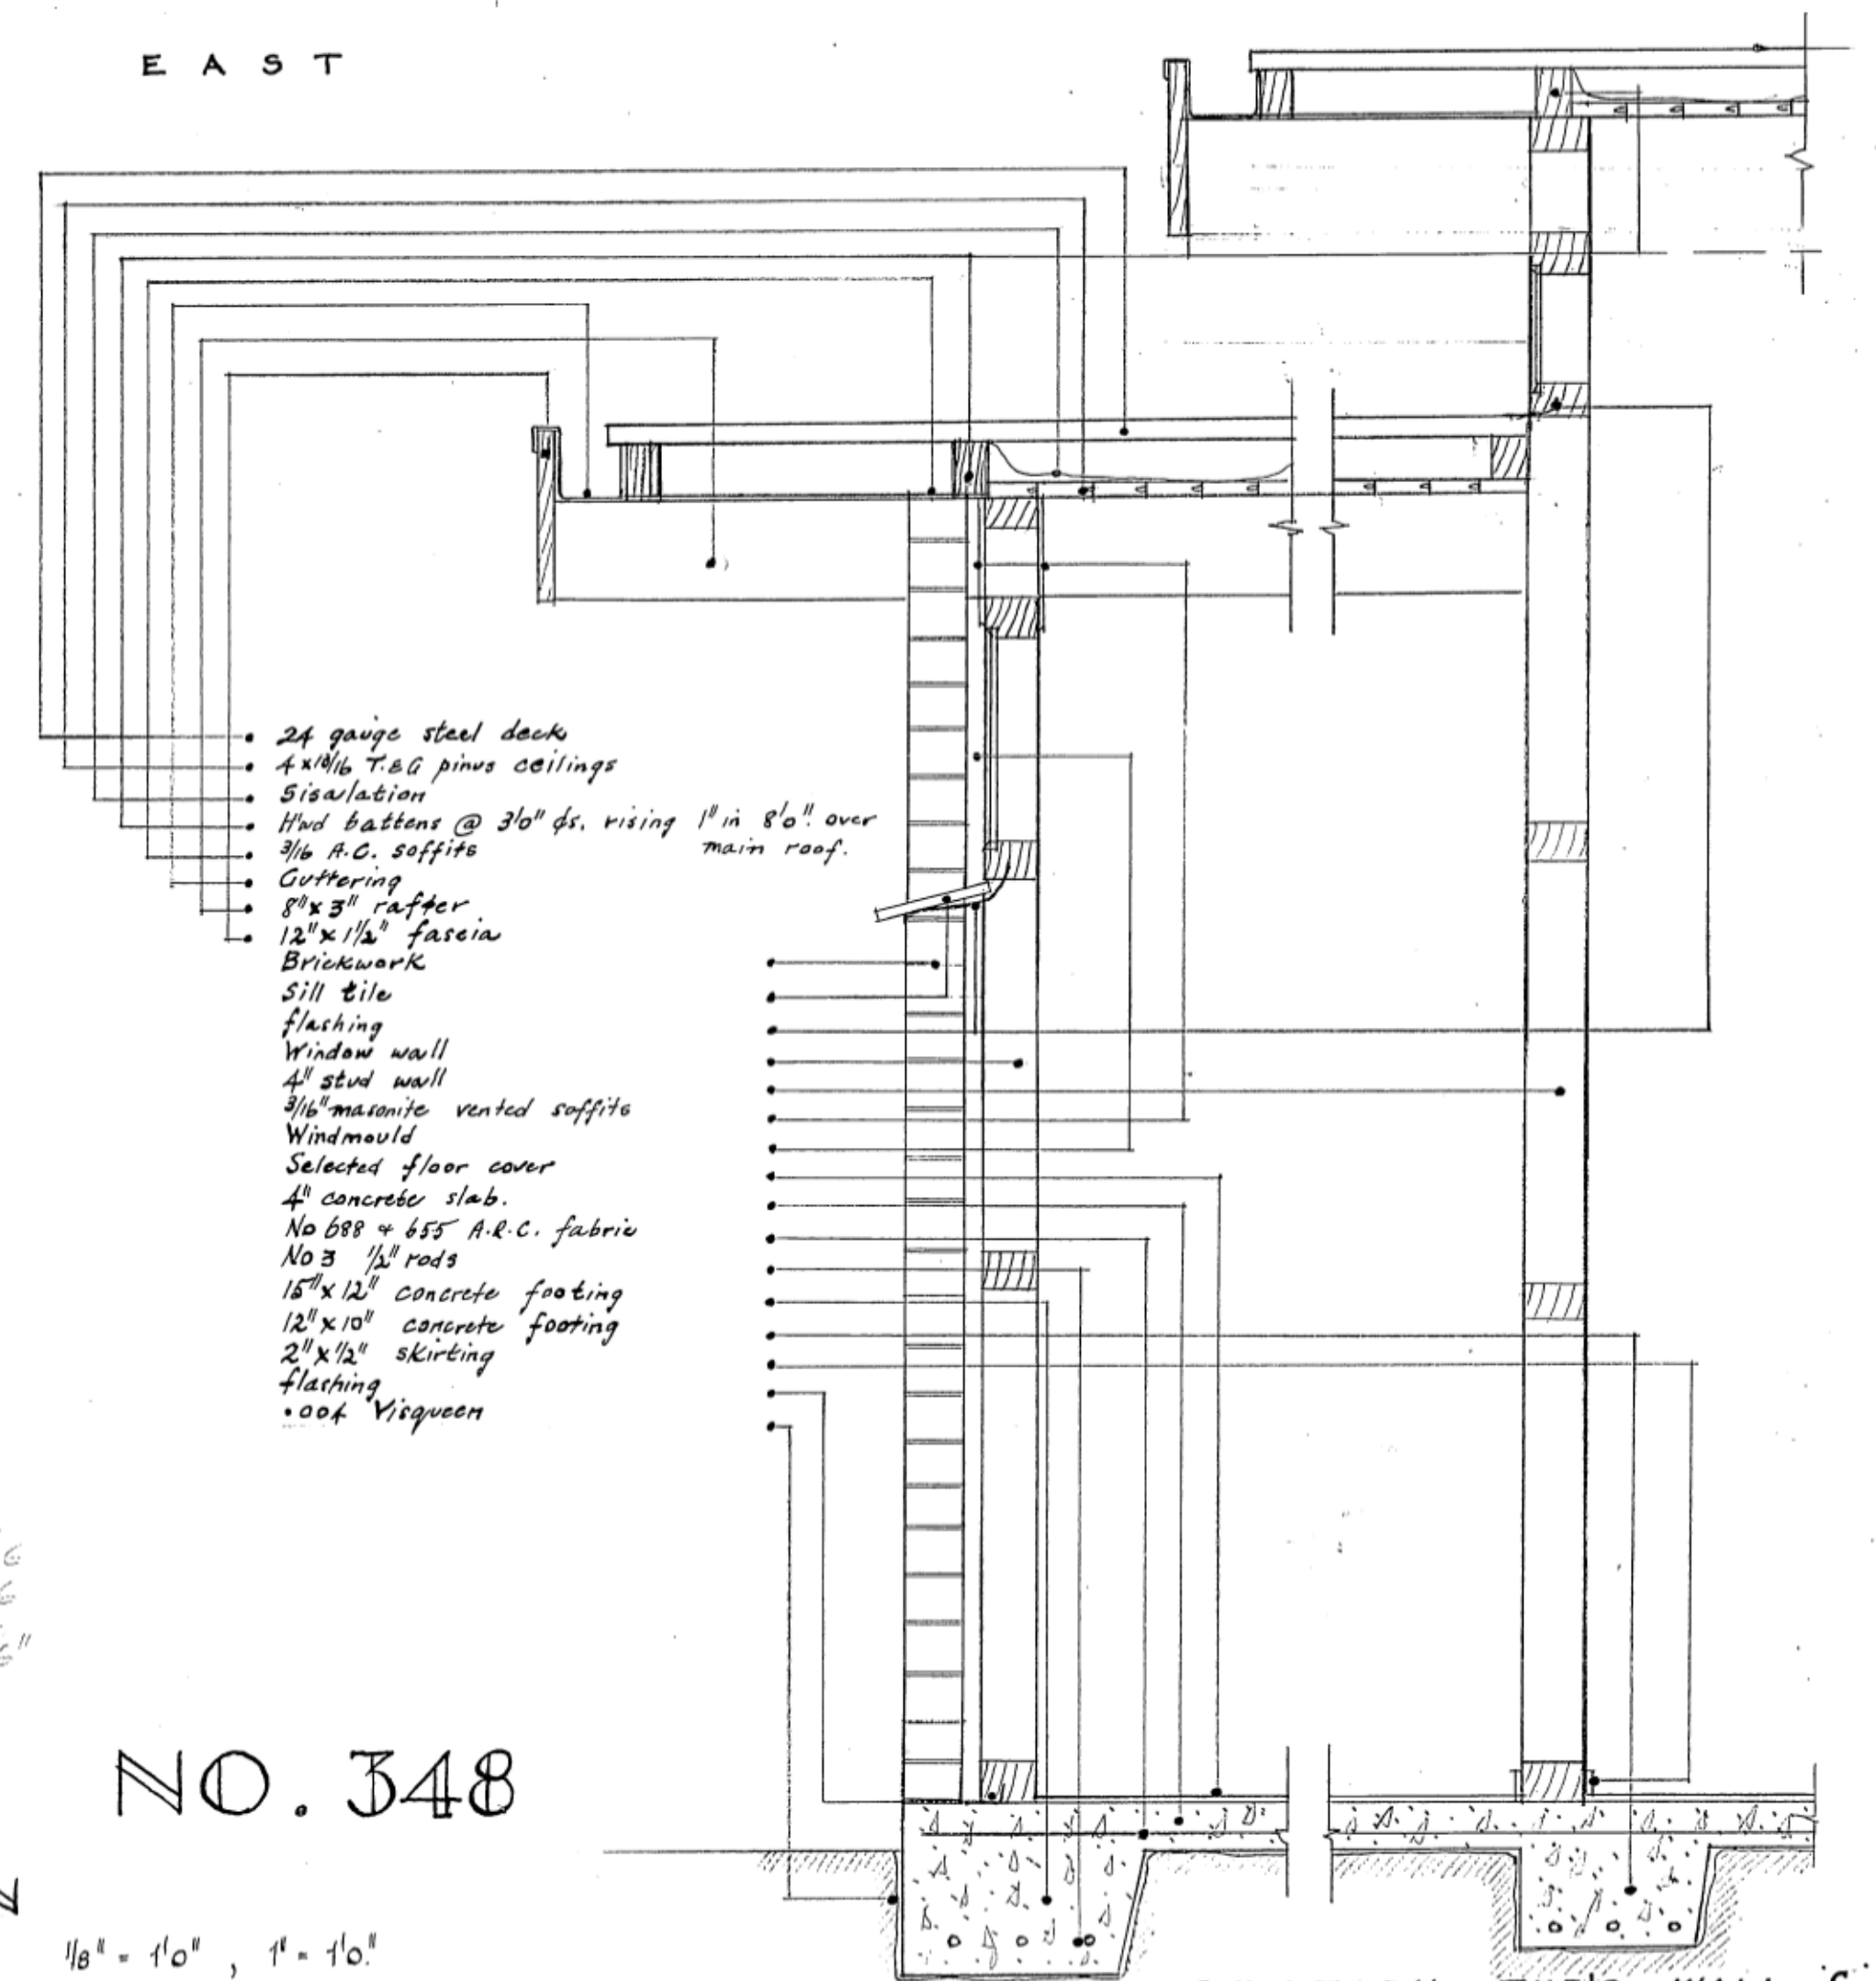 EAST
24 gauge steel deck
4 x 10/16 T.&G pinus ceilings
Sisalation
H'wd battens @ 3'0" ¢s. rising 1" in 8'0". over
main roof.
3/16 A.C. soffits
Guttering
8" x 3" rafter
12" x 1 1/2" fascia
Brickwork
Sill tile
flashing
Window wall
4" stud wall
3/16" masonite vented soffits
Windmould
Selected floor cover
4" concrete slab.
No 688 & 655 A.R.C. fabric
No 3 1/2" rods
15" x 12" concrete footing
12" x 10" concrete footing
2" x 1/2" skirting
flashing
.004 Visqueen
NO. 348
1/8" = 1'0" , 1" = 1'0."